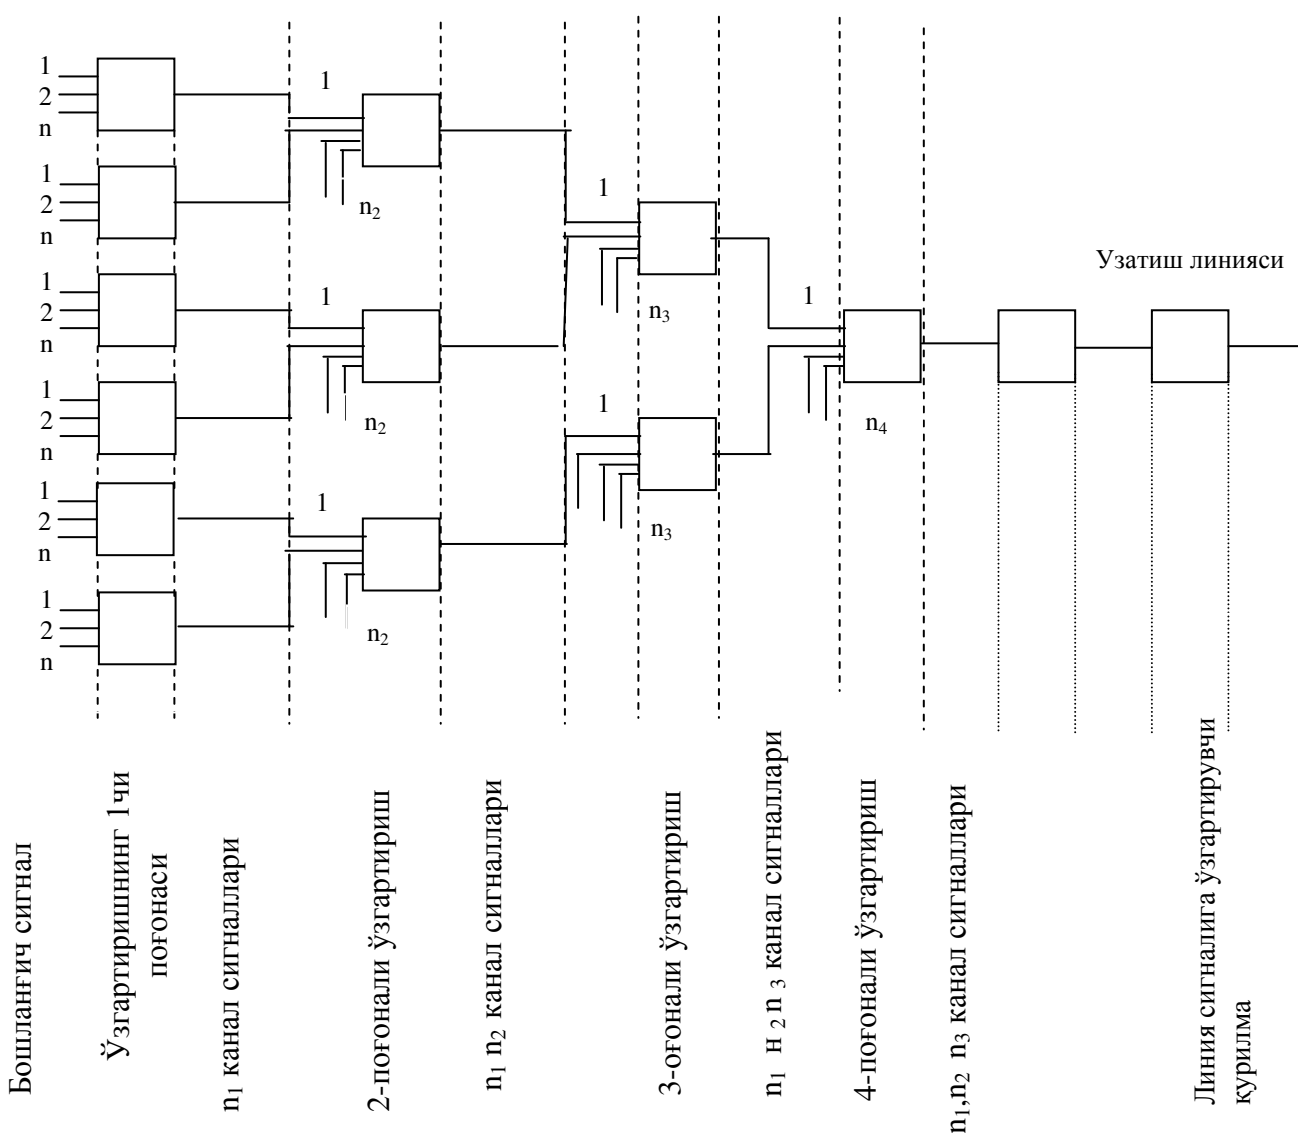 1
2
n
1
2
n
1
2
n
1
2
n
1
2
n
1
2
n
1
n₂
1
n₂
1
n₂
1
n₃
1
n₃
1
n₄
Узатиш линияси
Бошланғич сигнал
Ўзгартиришнинг 1чи
поғонаси
n₁ канал сигналлари
2-поғонали ўзгартириш
n₁ n₂ канал сигналлари
3-оғонали ўзгартириш
n₁ н ₂ n ₃ канал сигналлари
4-поғонали ўзгартириш
n₁,n₂ n₃ канал сигналлари
Линия сигналига ўзгартирувчи
қурилма